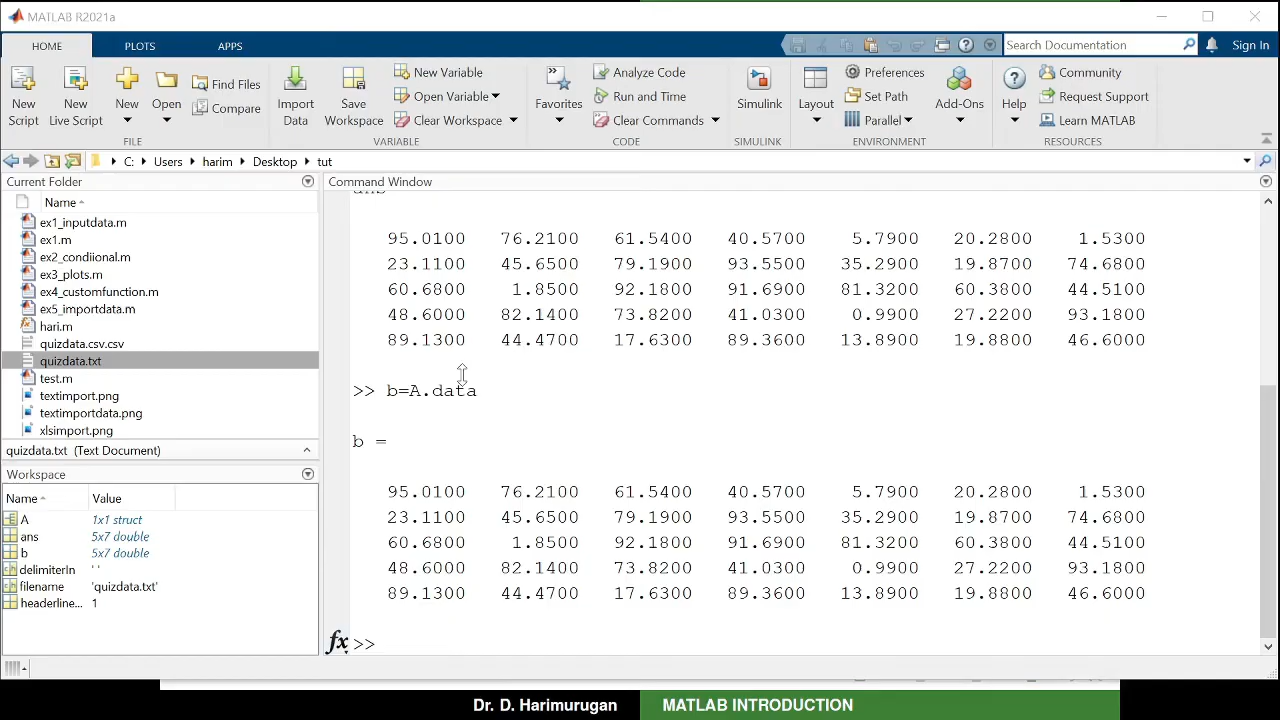 MATLAB R2021a
HOME PLOTS APPS
Search Documentation
Sign In
New Script
New Live Script
New
Open
Find Files
Compare
FILE
Import Data
Save Workspace
New Variable
Open Variable
Clear Workspace
VARIABLE
Favorites
Analyze Code
Run and Time
Clear Commands
CODE
Simulink
SIMULINK
Layout
Preferences
Set Path
Parallel
Add-Ons
ENVIRONMENT
Help
Community
Request Support
Learn MATLAB
RESOURCES
C: Users harim Desktop tut
Current Folder
Name
ex1_inputdata.m
ex1.m
ex2_condiional.m
ex3_plots.m
ex4_customfunction.m
ex5_importdata.m
hari.m
quizdata.csv.csv
quizdata.txt
test.m
textimport.png
textimportdata.png
xlsimport.png
quizdata.txt (Text Document)
Workspace
Name Value
A 1x1 struct
ans 5x7 double
b 5x7 double
delimiterIn ' '
filename 'quizdata.txt'
headerline... 1
Command Window
95.0100 76.2100 61.5400 40.5700 5.7900 20.2800 1.5300
23.1100 45.6500 79.1900 93.5500 35.2900 19.8700 74.6800
60.6800 1.8500 92.1800 91.6900 81.3200 60.3800 44.5100
48.6000 82.1400 73.8200 41.0300 0.9900 27.2200 93.1800
89.1300 44.4700 17.6300 89.3600 13.8900 19.8800 46.6000
>> b=A.data
b =
95.0100 76.2100 61.5400 40.5700 5.7900 20.2800 1.5300
23.1100 45.6500 79.1900 93.5500 35.2900 19.8700 74.6800
60.6800 1.8500 92.1800 91.6900 81.3200 60.3800 44.5100
48.6000 82.1400 73.8200 41.0300 0.9900 27.2200 93.1800
89.1300 44.4700 17.6300 89.3600 13.8900 19.8800 46.6000
fx >>
Dr. D. Harimurugan MATLAB INTRODUCTION